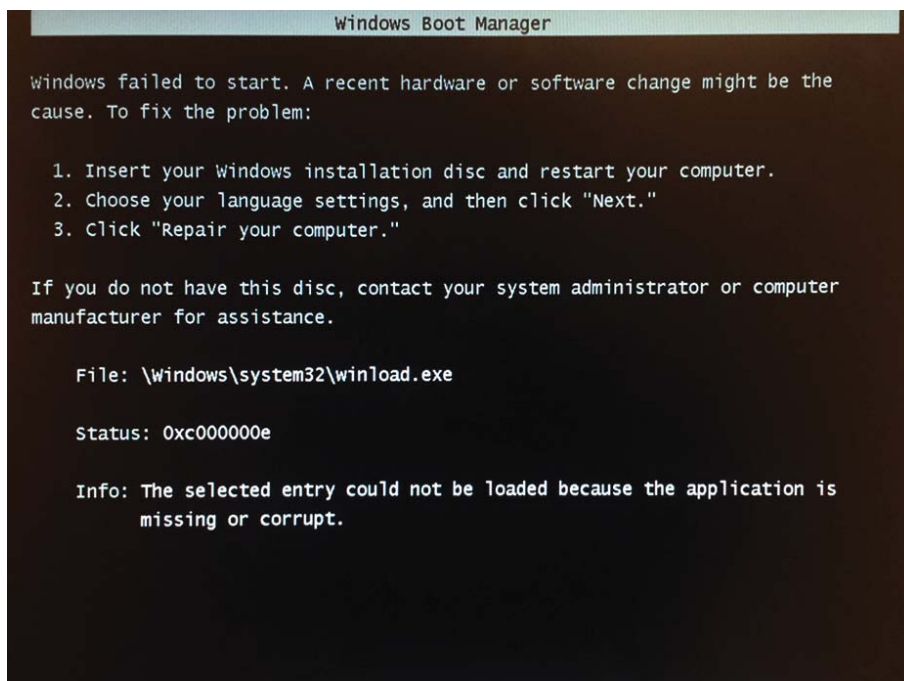 Windows Boot Manager
Windows failed to start. A recent hardware or software change might be the
cause. To fix the problem:
1. Insert your Windows installation disc and restart your computer.
2. Choose your language settings, and then click "Next."
3. Click "Repair your computer."
If you do not have this disc, contact your system administrator or computer
manufacturer for assistance.
File: \Windows\system32\winload.exe
Status: 0xc000000e
Info: The selected entry could not be loaded because the application is
missing or corrupt.